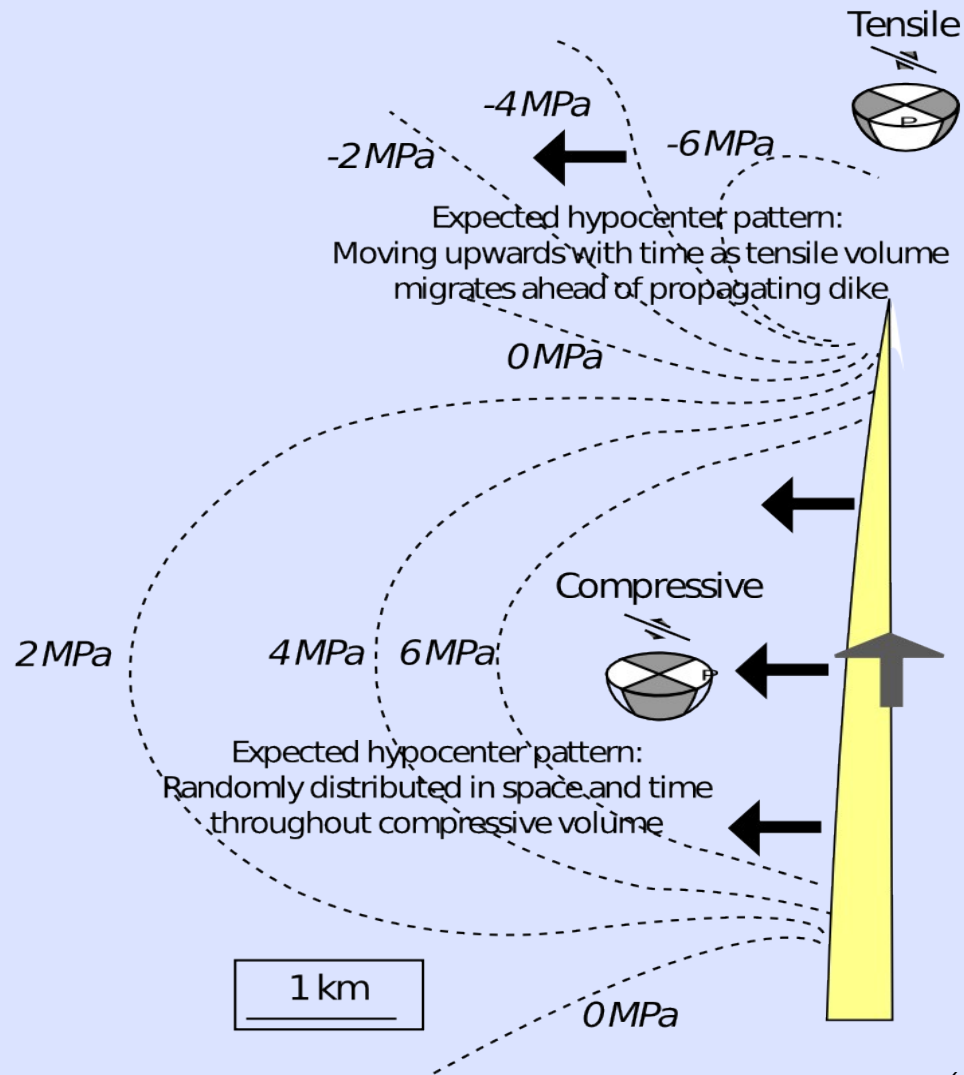 Tensile
P
-4 MPa
-2 MPa
-6 MPa
Expected hypocenter pattern:
Moving upwards with time as tensile volume
migrates ahead of propagating dike
0 MPa
Compressive
2 MPa
4 MPa
6 MPa
P
Expected hypocenter pattern:
Randomly distributed in space and time
throughout compressive volume
1 km
0 MPa